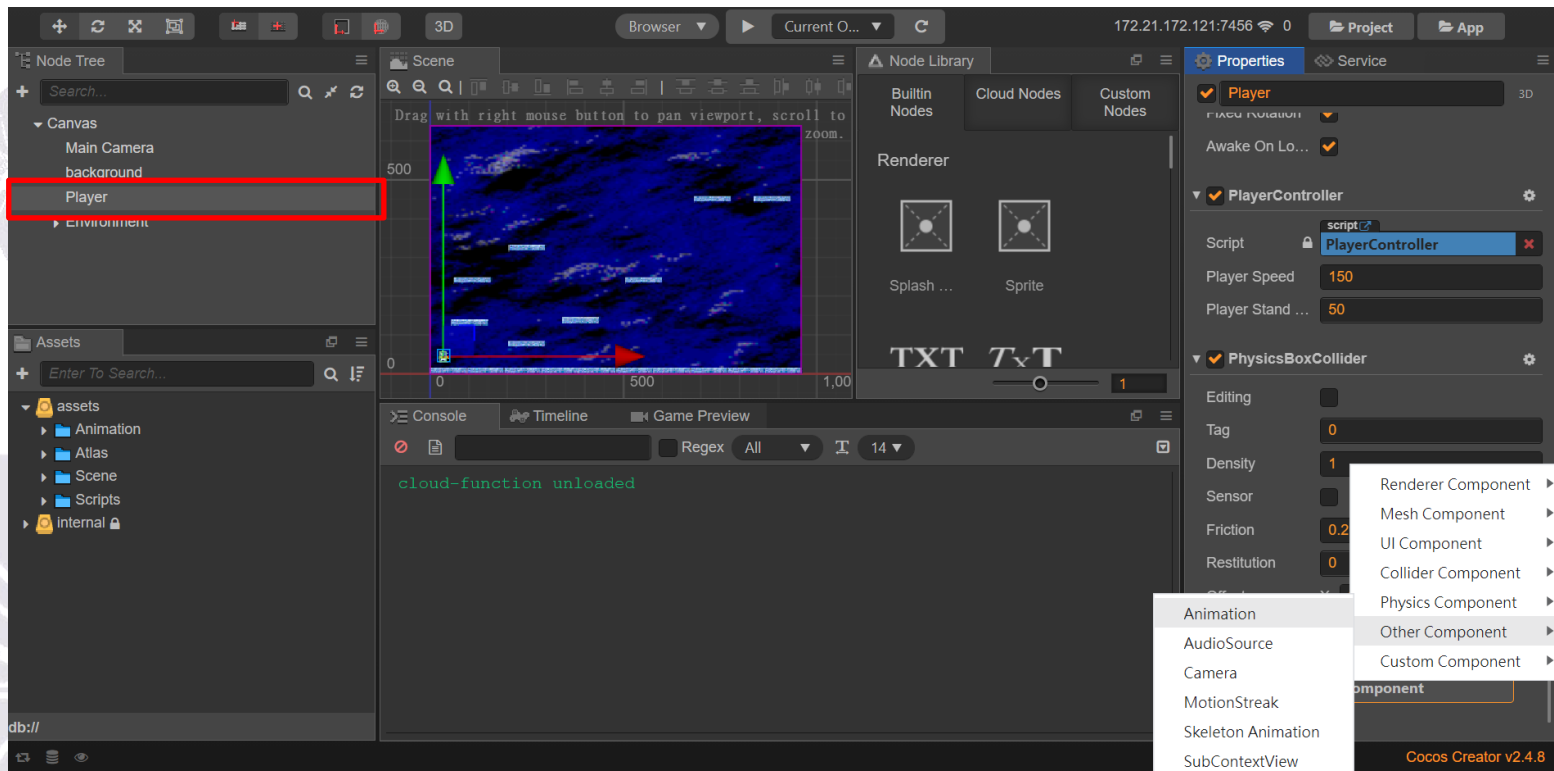 3D
Browser
Current O...
172.21.172.121:7456
0
Project
App
Node Tree
Search...
Canvas
Main Camera
background
Player
Environment
Assets
Enter To Search...
assets
Animation
Atlas
Scene
Scripts
internal
db://
Scene
Drag with right mouse button to pan viewport, scroll to
zoom.
500
0
0
500
1,00
Console
Timeline
Game Preview
Regex
All
14
cloud-function unloaded
Node Library
Builtin
Nodes
Cloud Nodes
Custom
Nodes
Renderer
Splash ...
Sprite
TXT
TxT
1
Properties
Service
Player
3D
Fixed Rotation
Awake On Lo...
PlayerController
script
Script
PlayerController
Player Speed
150
Player Stand ...
50
PhysicsBoxCollider
Editing
Tag
0
Density
1
Sensor
Friction
0.2
Restitution
0
Renderer Component
Mesh Component
UI Component
Collider Component
Physics Component
Other Component
Custom Component
omponent
Animation
AudioSource
Camera
MotionStreak
Skeleton Animation
SubContextView
Cocos Creator v2.4.8